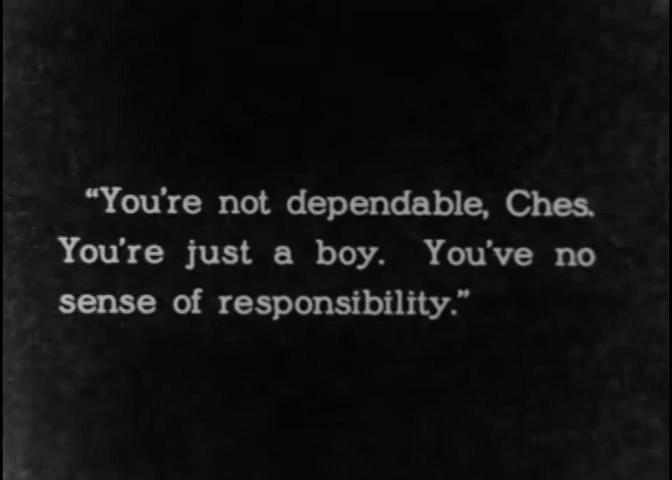 “You're not dependable, Ches.
You're just a boy. You've no
sense of responsibility.”